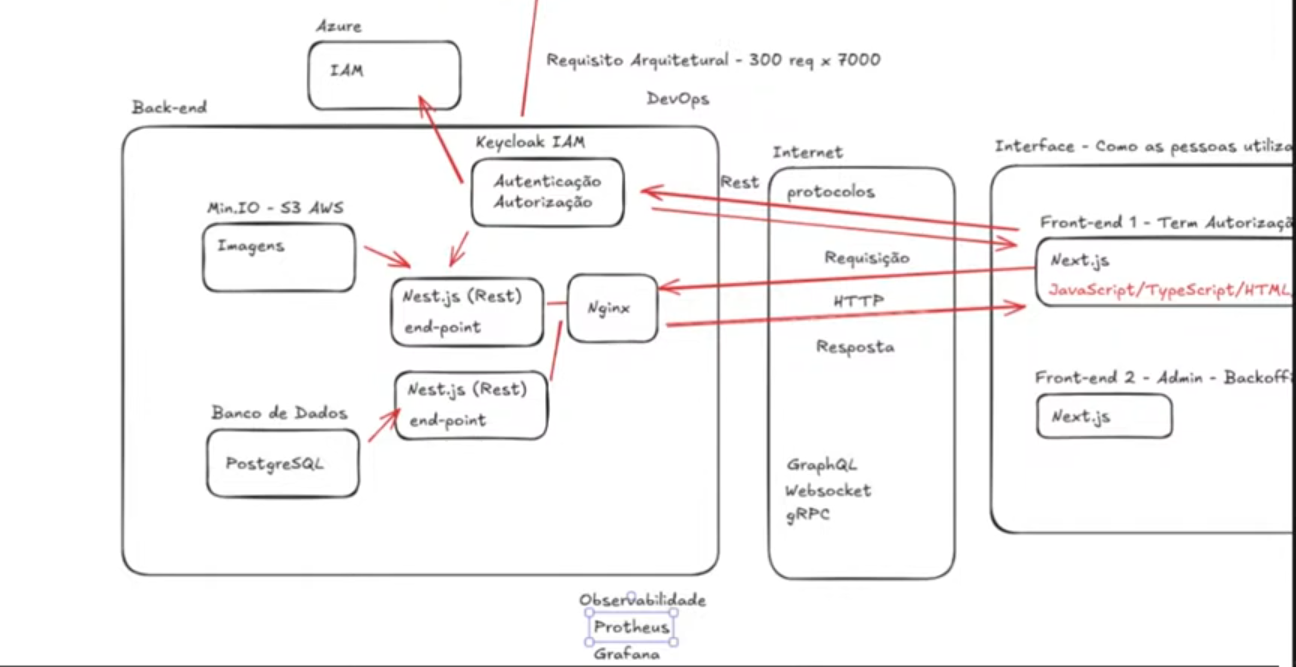 Azure
IAM
Requisito Arquitetural - 300 req x 7000
DevOps
Back-end
Keycloak IAM
Autenticação
Autorização
Min.IO - S3 AWS
Imagens
Nest.js (Rest)
end-point
Nginx
Nest.js (Rest)
end-point
Banco de Dados
PostgreSQL
Rest
Internet
protocolos
Requisição
HTTP
Resposta
GraphQL
Websocket
gRPC
Interface - Como as pessoas utiliza
Front-end 1 - Term Autorizaçã
Next.js
JavaScript/TypeScript/HTML
Front-end 2 - Admin - Backoffi
Next.js
Observabilidade
Protheus
Grafana